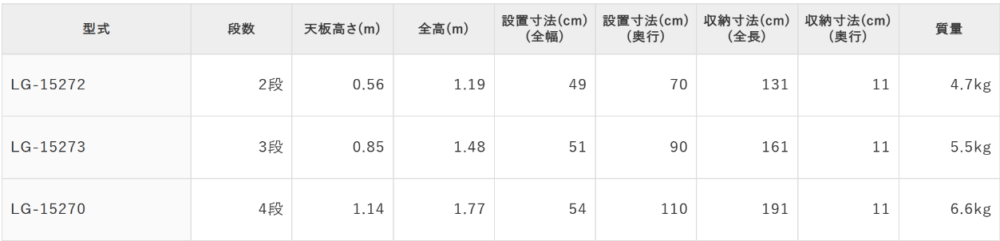 型式 段数 天板高さ(m) 全高(m) 設置寸法(cm)(全幅) 設置寸法(cm)(奥行) 収納寸法(cm)(全長) 収納寸法(cm)(奥行) 質量
LG-15272 2段 0.56 1.19 49 70 131 11 4.7kg
LG-15273 3段 0.85 1.48 51 90 161 11 5.5kg
LG-15270 4段 1.14 1.77 54 110 191 11 6.6kg